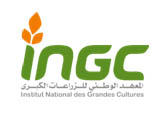 INGC
المعهد الوطني للزراعات الكبرى
Institut National des Grandes Cultures